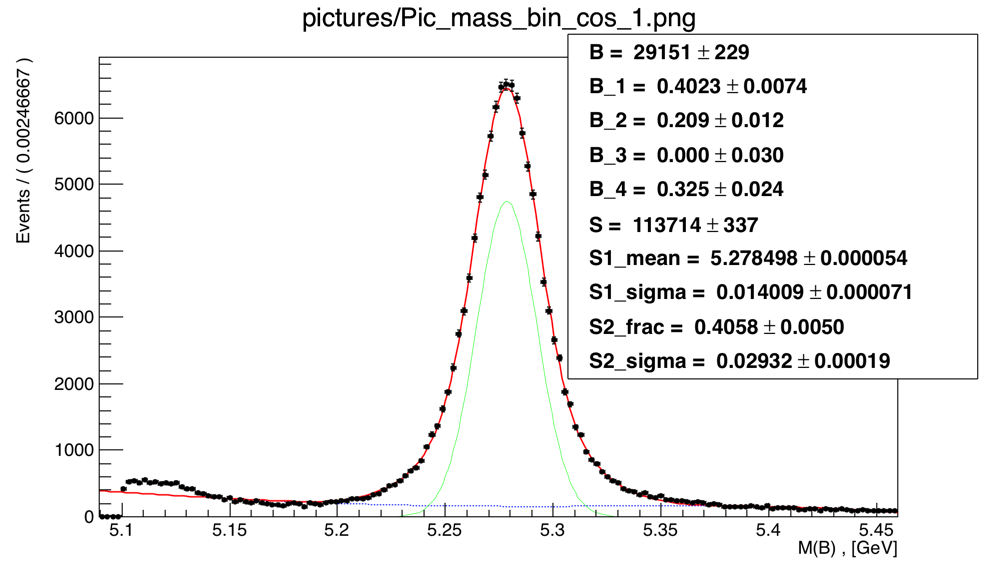 pictures/Pic_mass_bin_cos_1.png
B = 29151 ± 229
B_1 = 0.4023 ± 0.0074
B_2 = 0.209 ± 0.012
B_3 = 0.000 ± 0.030
B_4 = 0.325 ± 0.024
S = 113714 ± 337
S1_mean = 5.278498 ± 0.000054
S1_sigma = 0.014009 ± 0.000071
S2_frac = 0.4058 ± 0.0050
S2_sigma = 0.02932 ± 0.00019
Events / ( 0.00246667 )
6000
5000
4000
3000
2000
1000
0
5.1 5.15 5.2 5.25 5.3 5.35 5.4 5.45
M(B) , [GeV]